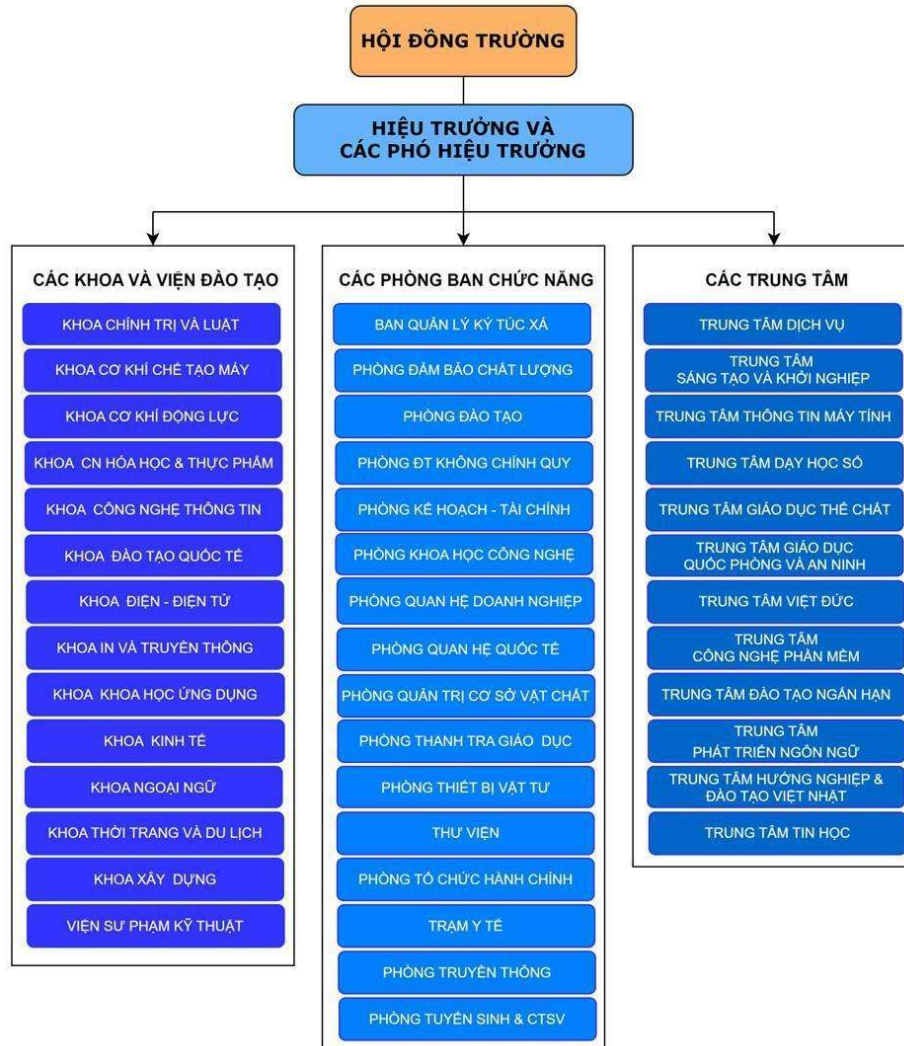 HỘI ĐỒNG TRƯỜNG
HIỆU TRƯỞNG VÀ
CÁC PHÓ HIỆU TRƯỞNG
CÁC KHOA VÀ VIỆN ĐÀO TẠO
KHOA CHÍNH TRỊ VÀ LUẬT
KHOA CƠ KHÍ CHẾ TẠO MÁY
KHOA CƠ KHÍ ĐỘNG LỰC
KHOA CN HÓA HỌC & THỰC PHẨM
KHOA CÔNG NGHỆ THÔNG TIN
KHOA ĐÀO TẠO QUỐC TẾ
KHOA ĐIỆN - ĐIỆN TỬ
KHOA IN VÀ TRUYỀN THÔNG
KHOA KHOA HỌC ỨNG DỤNG
KHOA KINH TẾ
KHOA NGOẠI NGỮ
KHOA THỜI TRANG VÀ DU LỊCH
KHOA XÂY DỰNG
VIỆN SƯ PHẠM KỸ THUẬT
CÁC PHÒNG BAN CHỨC NĂNG
BAN QUẢN LÝ KÝ TÚC XÁ
PHÒNG ĐẢM BẢO CHẤT LƯỢNG
PHÒNG ĐÀO TẠO
PHÒNG ĐT KHÔNG CHÍNH QUY
PHÒNG KẾ HOẠCH - TÀI CHÍNH
PHÒNG KHOA HỌC CÔNG NGHỆ
PHÒNG QUAN HỆ DOANH NGHIỆP
PHÒNG QUAN HỆ QUỐC TẾ
PHÒNG QUẢN TRỊ CƠ SỞ VẬT CHẤT
PHÒNG THANH TRA GIÁO DỤC
PHÒNG THIẾT BỊ VẬT TƯ
THƯ VIỆN
PHÒNG TỔ CHỨC HÀNH CHÍNH
TRẠM Y TẾ
PHÒNG TRUYỀN THÔNG
PHÒNG TUYỂN SINH & CTSV
CÁC TRUNG TÂM
TRUNG TÂM DỊCH VỤ
TRUNG TÂM
SÁNG TẠO VÀ KHỞI NGHIỆP
TRUNG TÂM THÔNG TIN MÁY TÍNH
TRUNG TÂM DẠY HỌC SỐ
TRUNG TÂM GIÁO DỤC THỂ CHẤT
TRUNG TÂM GIÁO DỤC
QUỐC PHÒNG VÀ AN NINH
TRUNG TÂM VIỆT ĐỨC
TRUNG TÂM
CÔNG NGHỆ PHẦN MỀM
TRUNG TÂM ĐÀO TẠO NGẮN HẠN
TRUNG TÂM
PHÁT TRIỂN NGÔN NGỮ
TRUNG TÂM HƯỚNG NGHIỆP &
ĐÀO TẠO VIỆT NHẬT
TRUNG TÂM TIN HỌC